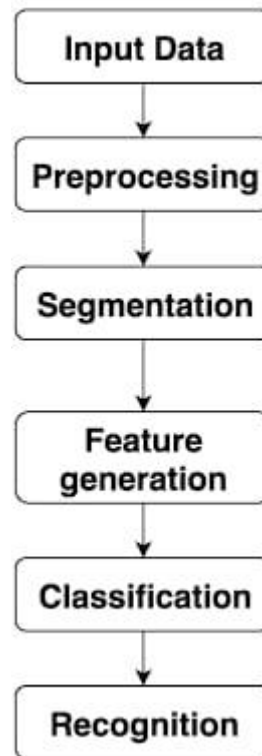 Input Data
Preprocessing
Segmentation
Feature
generation
Classification
Recognition